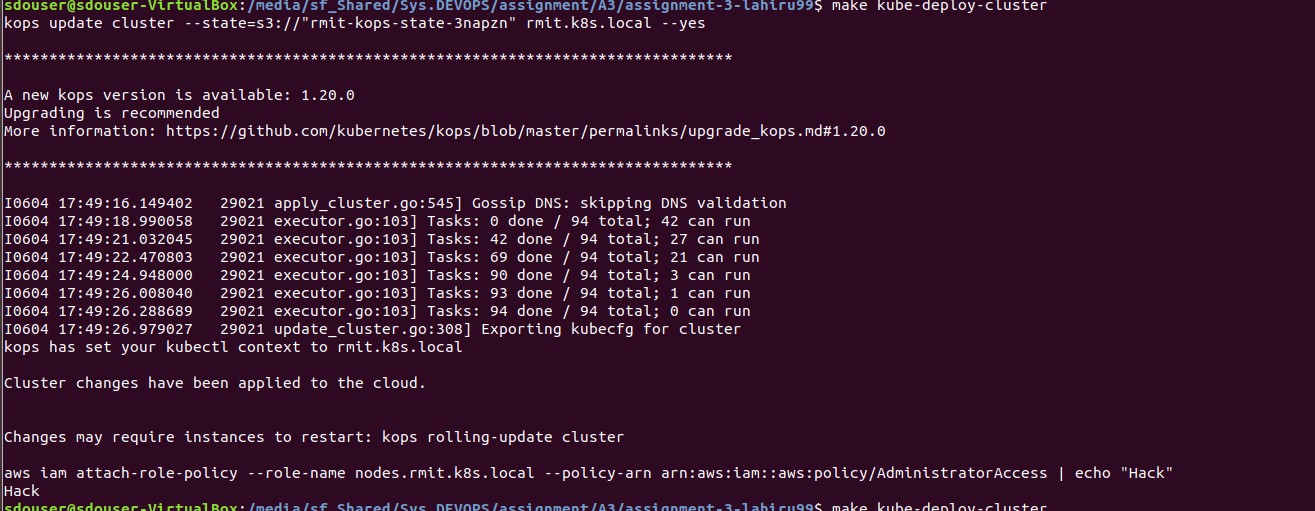 sdouser@sdouser-VirtualBox:/media/sf_Shared/Sys.DEVOPS/assignment/A3/assignment-3-lahiru99$ make kube-deploy-cluster
kops update cluster --state=s3://"rmit-kops-state-3napzn" rmit.k8s.local --yes
*********************************************************************************
A new kops version is available: 1.20.0
Upgrading is recommended
More information: https://github.com/kubernetes/kops/blob/master/permalinks/upgrade_kops.md#1.20.0
*********************************************************************************
I0604 17:49:16.149402   29021 apply_cluster.go:545] Gossip DNS: skipping DNS validation
I0604 17:49:18.990058   29021 executor.go:103] Tasks: 0 done / 94 total; 42 can run
I0604 17:49:21.032045   29021 executor.go:103] Tasks: 42 done / 94 total; 27 can run
I0604 17:49:22.470803   29021 executor.go:103] Tasks: 69 done / 94 total; 21 can run
I0604 17:49:24.948000   29021 executor.go:103] Tasks: 90 done / 94 total; 3 can run
I0604 17:49:26.008040   29021 executor.go:103] Tasks: 93 done / 94 total; 1 can run
I0604 17:49:26.288689   29021 executor.go:103] Tasks: 94 done / 94 total; 0 can run
I0604 17:49:26.979027   29021 update_cluster.go:308] Exporting kubecfg for cluster
kops has set your kubectl context to rmit.k8s.local
Cluster changes have been applied to the cloud.
Changes may require instances to restart: kops rolling-update cluster
aws iam attach-role-policy --role-name nodes.rmit.k8s.local --policy-arn arn:aws:iam::aws:policy/AdministratorAccess | echo "Hack"
Hack
sdouser@sdouser-VirtualBox:/media/sf_Shared/Sys.DEVOPS/assignment/A3/assignment-3-lahiru99$ make kube-deploy-cluster